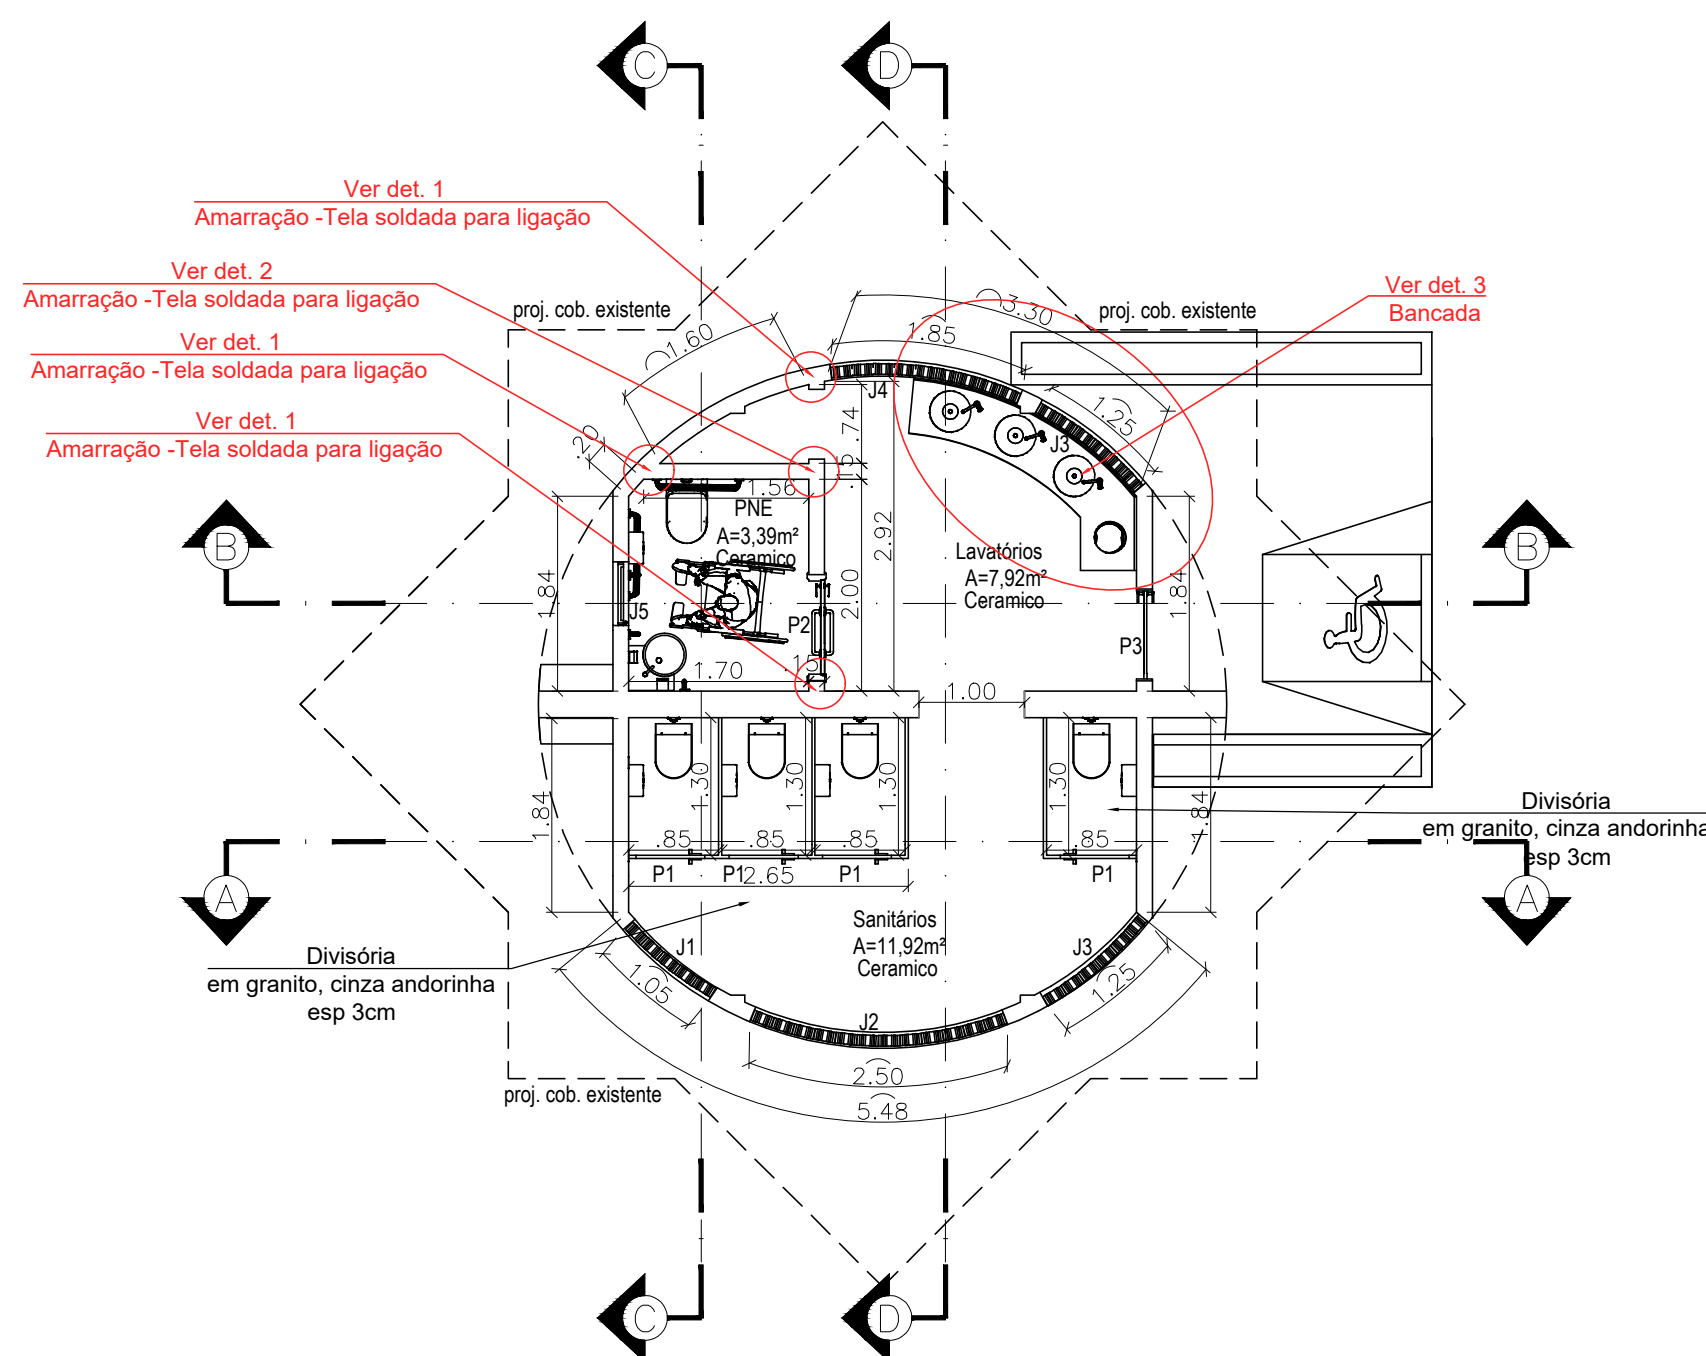 C
D
Ver det. 1
Amarração -Tela soldada para ligação
Ver det. 2
Amarração -Tela soldada para ligação
Ver det. 1
Amarração -Tela soldada para ligação
Ver det. 1
Amarração -Tela soldada para ligação
proj. cob. existente
proj. cob. existente
Ver det. 3
Bancada
3.30
1.85
1.60
1.25
.20
J4
J3
.74
.15
1.56
PNE
A=3,39m²
Ceramico
2.92
2.00
Lavatórios
A=7,92m²
Ceramico
B
B
1.84
1.84
J5
P2
P3
1.70
.15
1.00
1.30
1.30
1.30
1.30
1.84
1.84
.85
.85
.85
.85
P1
P1
P1
P1
2.65
Divisória
em granito, cinza andorinha
esp 3cm
A
A
Sanitários
A=11,92m²
Ceramico
Divisória
em granito, cinza andorinha
esp 3cm
J1
J3
J2
1.05
1.25
2.50
5.48
proj. cob. existente
C
D